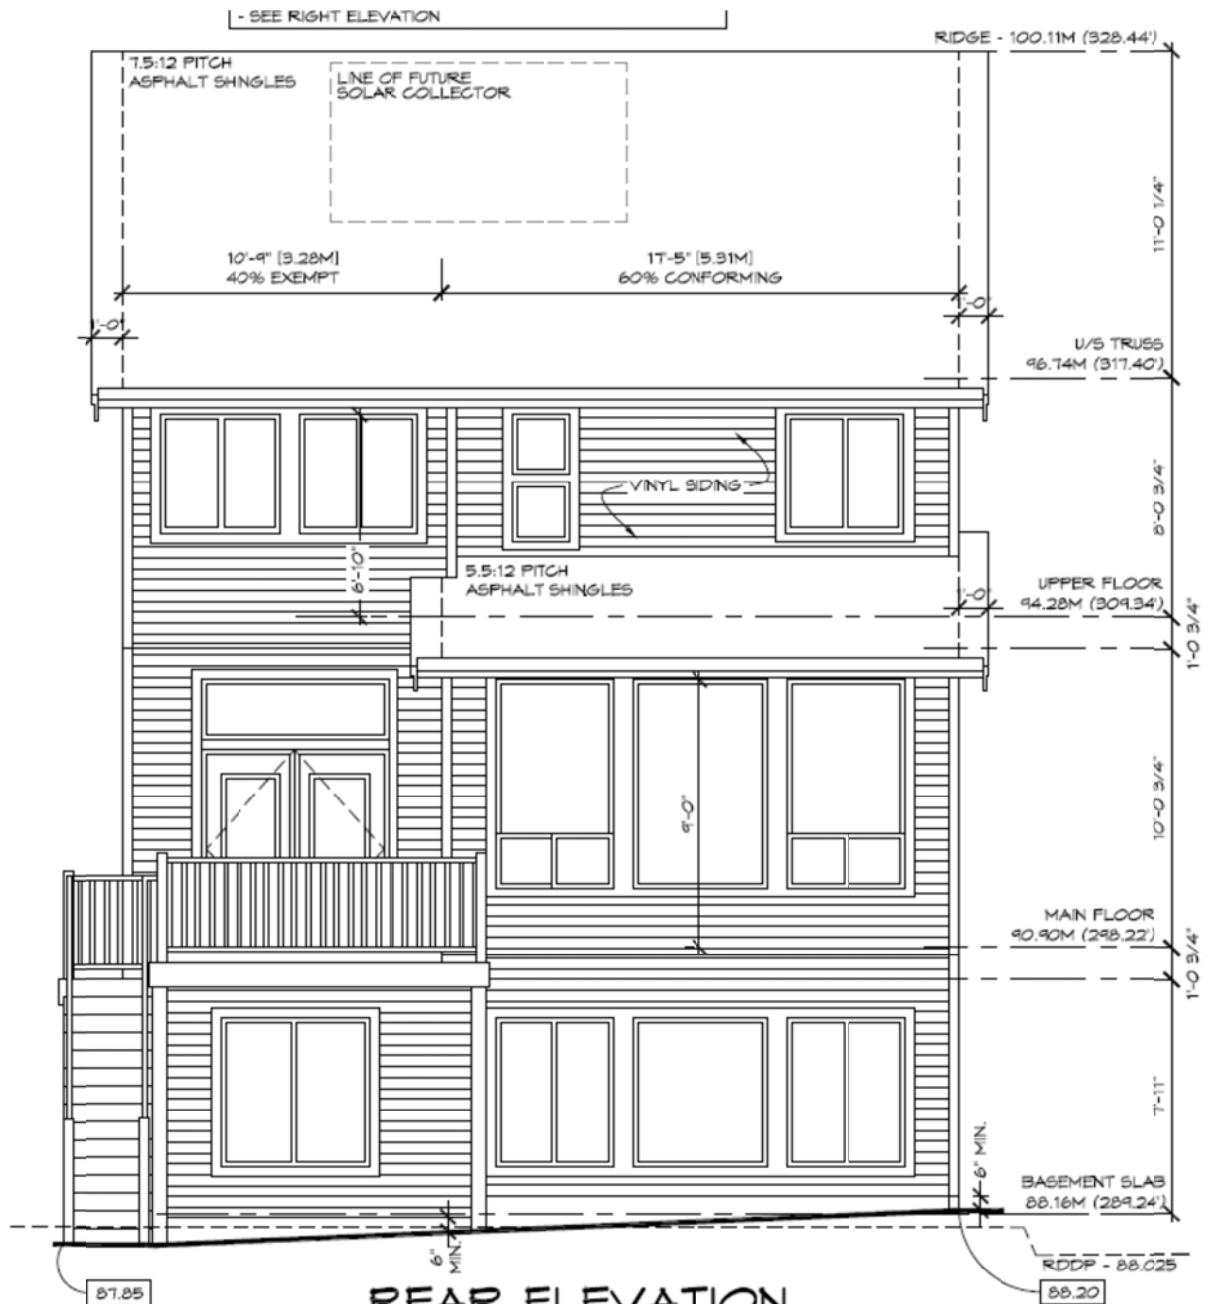 - SEE RIGHT ELEVATION
RIDGE - 100.11M (328.44')
7.5:12 PITCH
ASPHALT SHINGLES
LINE OF FUTURE
SOLAR COLLECTOR
11'-0 1/4"
10'-9" [3.28M]
40% EXEMPT
17'-5" [5.31M]
60% CONFORMING
1'-0"
1'-0"
U/S TRUSS
96.74M (317.40')
VINYL SIDING
8'-0 3/4"
6'-10"
5.5:12 PITCH
ASPHALT SHINGLES
1'-0"
UPPER FLOOR
94.28M (309.34')
1'-0 3/4"
9'-0"
10'-0 3/4"
MAIN FLOOR
90.90M (298.22')
1'-0 3/4"
7'-11"
6" MIN.
BASEMENT SLAB
88.16M (289.24')
6"
MIN.
RDDP - 88.025
87.85
REAR ELEVATION
88.20